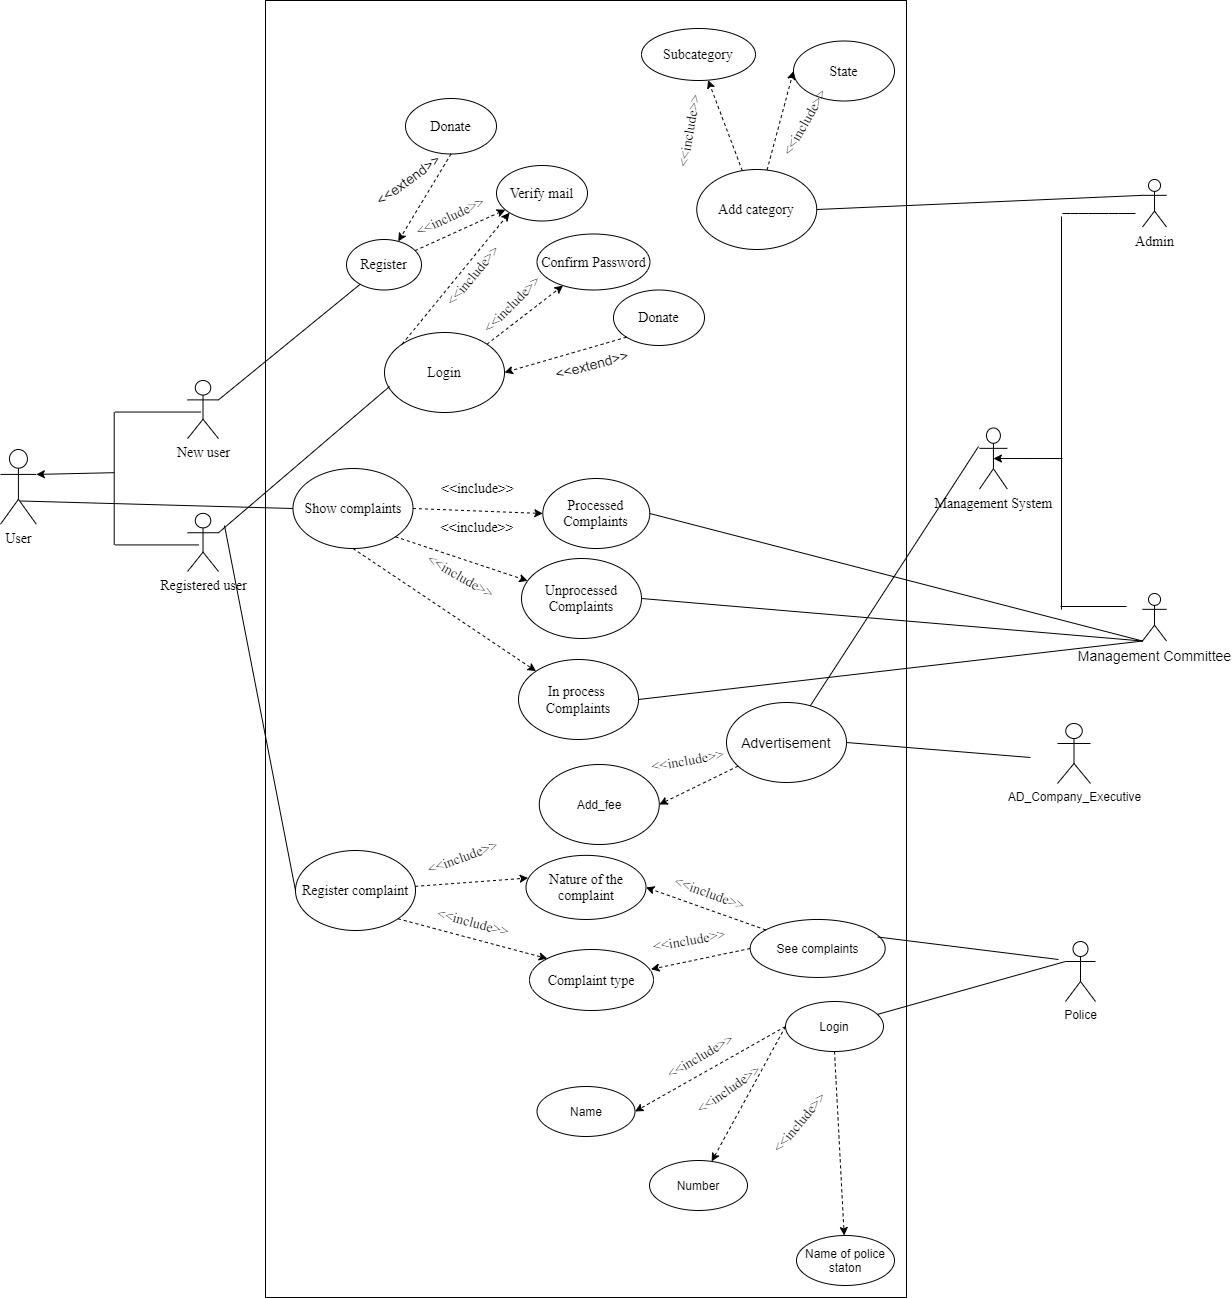 Subcategory
State
<<include>>
<<include>>
Donate
<<extend>>
Verify mail
<<include>>
Add category
Admin
Register
<<include>>
Confirm Password
<<include>>
Donate
<<extend>>
Login
New user
User
Management System
Show complaints
<<include>>
Processed
Complaints
<<include>>
Registered user
<<include>>
Unprocessed
Complaints
Management Committee
In process
Complaints
Advertisement
<<include>>
Add_fee
AD_Company_Executive
Register complaint
<<include>>
Nature of the
complaint
<<include>>
<<include>>
<<include>>
See complaints
Complaint type
Police
Login
<<include>>
<<include>>
<<include>>
Name
Number
Name of police
staton